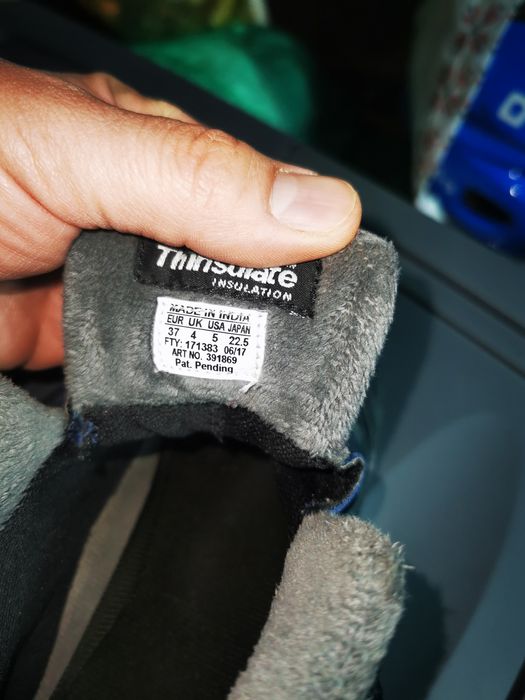 Thinsulate
INSULATION
MADE IN INDIA
EUR UK USA JAPAN
37 4 5 22.5
FTY: 171383 06/17
ART NO. 391869
Pat. Pending
D